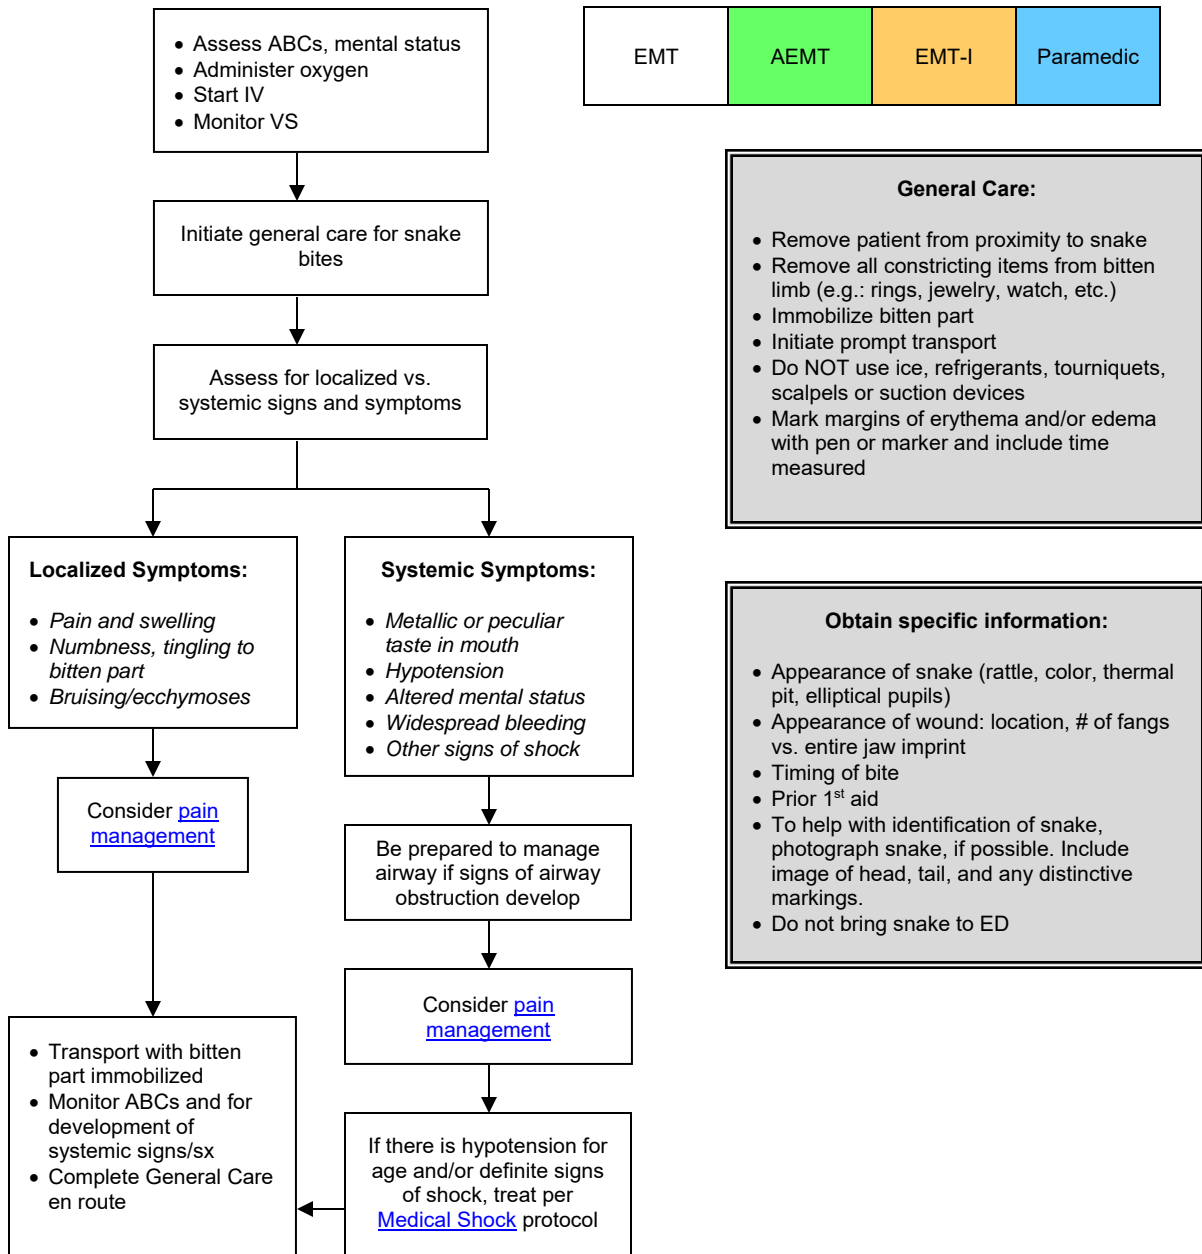 • Assess ABCs, mental status
• Administer oxygen
• Start IV
• Monitor VS
EMT
AEMT
EMT-I
Paramedic
Initiate general care for snake
bites
Assess for localized vs.
systemic signs and symptoms
General Care:
• Remove patient from proximity to snake
• Remove all constricting items from bitten
limb (e.g.: rings, jewelry, watch, etc.)
• Immobilize bitten part
• Initiate prompt transport
• Do NOT use ice, refrigerants, tourniquets,
scalpels or suction devices
• Mark margins of erythema and/or edema
with pen or marker and include time
measured
Localized Symptoms:
• Pain and swelling
• Numbness, tingling to
bitten part
• Bruising/ecchymoses
Systemic Symptoms:
• Metallic or peculiar
taste in mouth
• Hypotension
• Altered mental status
• Widespread bleeding
• Other signs of shock
Obtain specific information:
• Appearance of snake (rattle, color, thermal
pit, elliptical pupils)
• Appearance of wound: location, # of fangs
vs. entire jaw imprint
• Timing of bite
• Prior 1st aid
• To help with identification of snake,
photograph snake, if possible. Include
image of head, tail, and any distinctive
markings.
• Do not bring snake to ED
Consider pain
management
Be prepared to manage
airway if signs of airway
obstruction develop
Consider pain
management
• Transport with bitten
part immobilized
• Monitor ABCs and for
development of
systemic signs/sx
• Complete General Care
en route
If there is hypotension for
age and/or definite signs
of shock, treat per
Medical Shock protocol